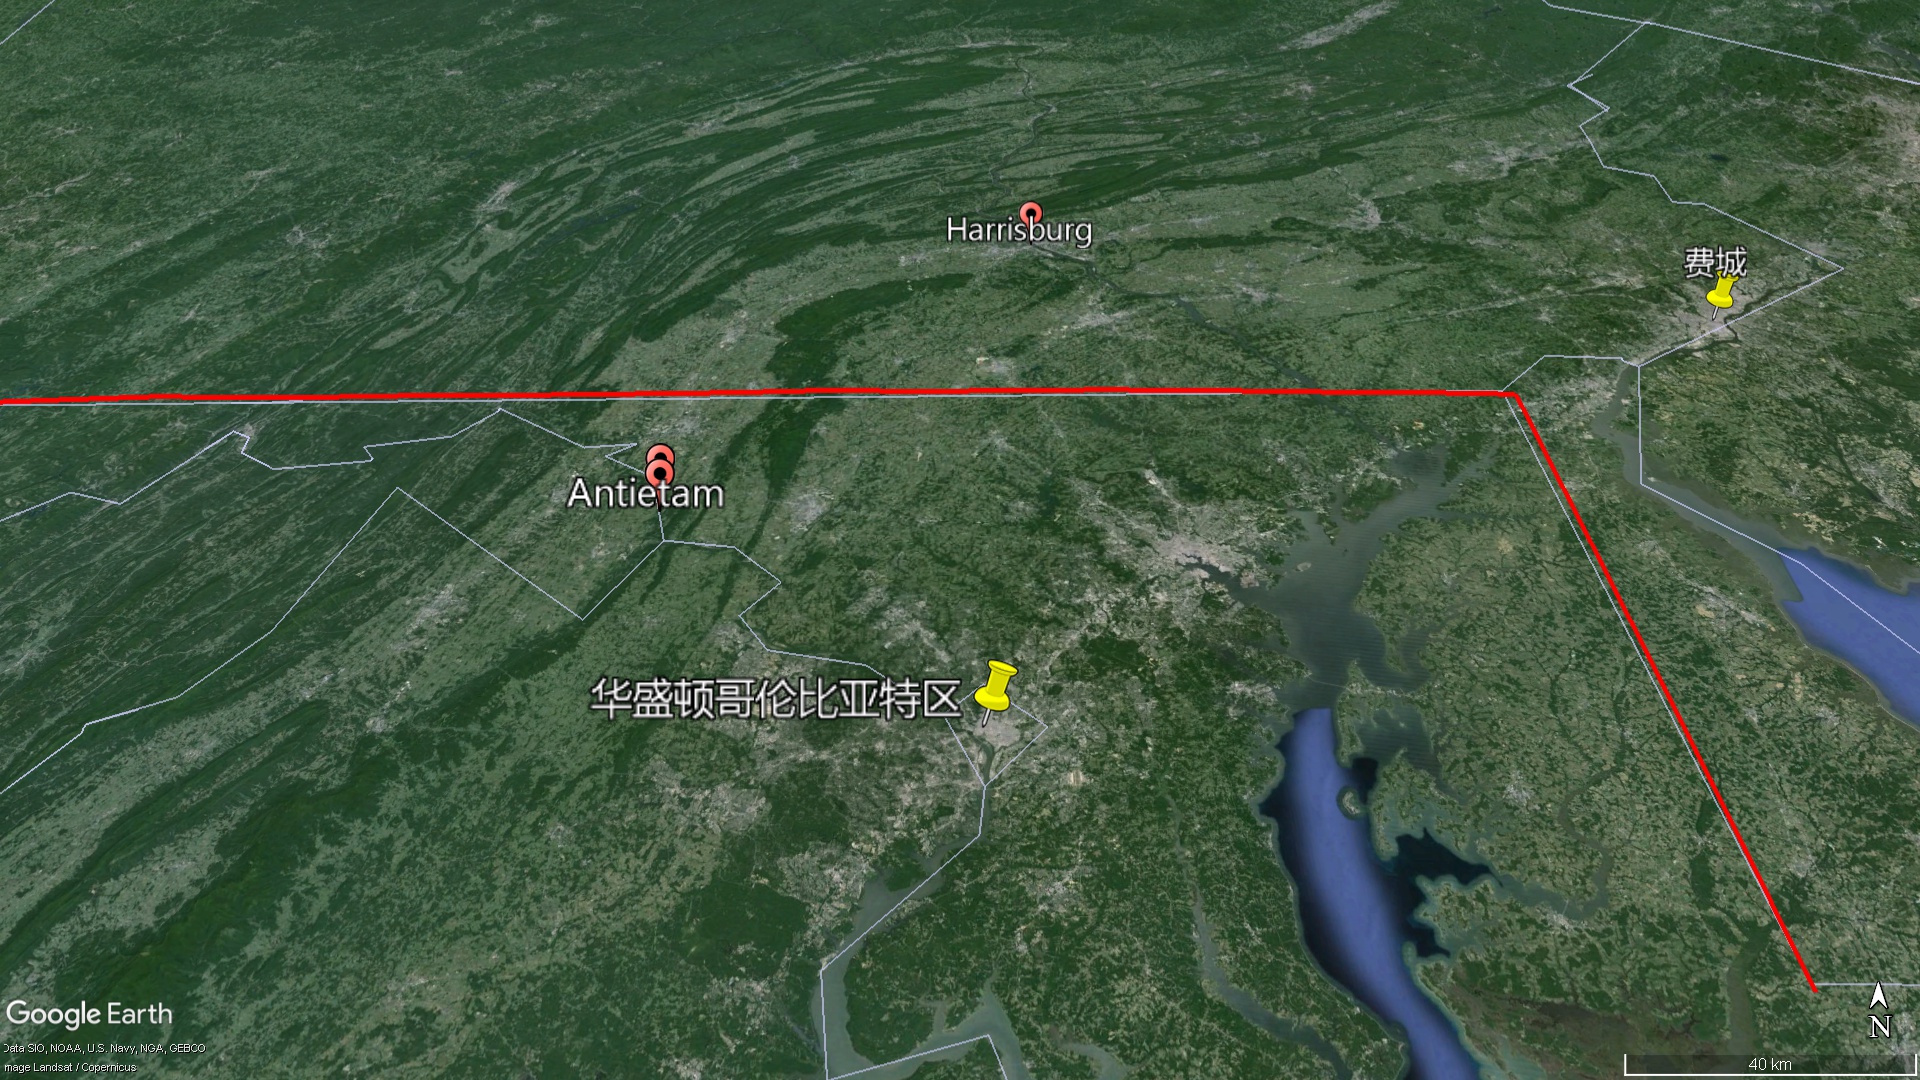 Harrisburg
费城
Antietam
华盛顿哥伦比亚特区
Google Earth
Data SIO, NOAA, U.S. Navy, NGA, GEBCO
Image Landsat / Copernicus
N
40 km